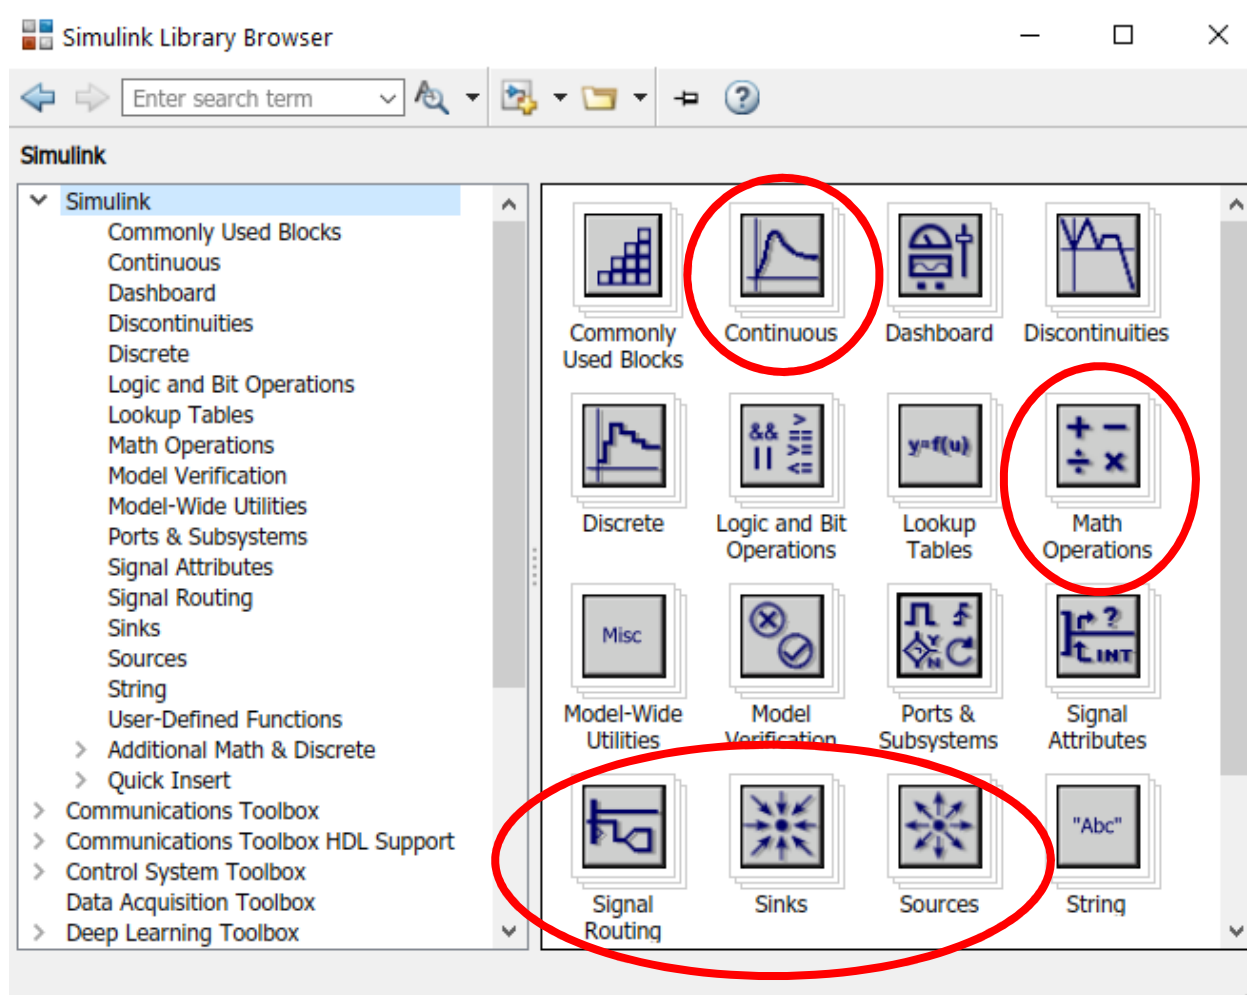 Simulink Library Browser
Enter search term
Simulink
Simulink
Commonly Used Blocks
Continuous
Dashboard
Discontinuities
Discrete
Logic and Bit Operations
Lookup Tables
Math Operations
Model Verification
Model-Wide Utilities
Ports & Subsystems
Signal Attributes
Signal Routing
Sinks
Sources
String
User-Defined Functions
Additional Math & Discrete
Quick Insert
Communications Toolbox
Communications Toolbox HDL Support
Control System Toolbox
Data Acquisition Toolbox
Deep Learning Toolbox
Commonly
Used Blocks
Continuous
Dashboard
Discontinuities
&& >
== 
|| >=
<=
y=f(u)
+ −
÷ ×
Discrete
Logic and Bit
Operations
Lookup
Tables
Math
Operations
Misc
Y
N
?
INT
Model-Wide
Utilities
Model
Verification
Ports &
Subsystems
Signal
Attributes
"Abc"
Signal
Routing
Sinks
Sources
String